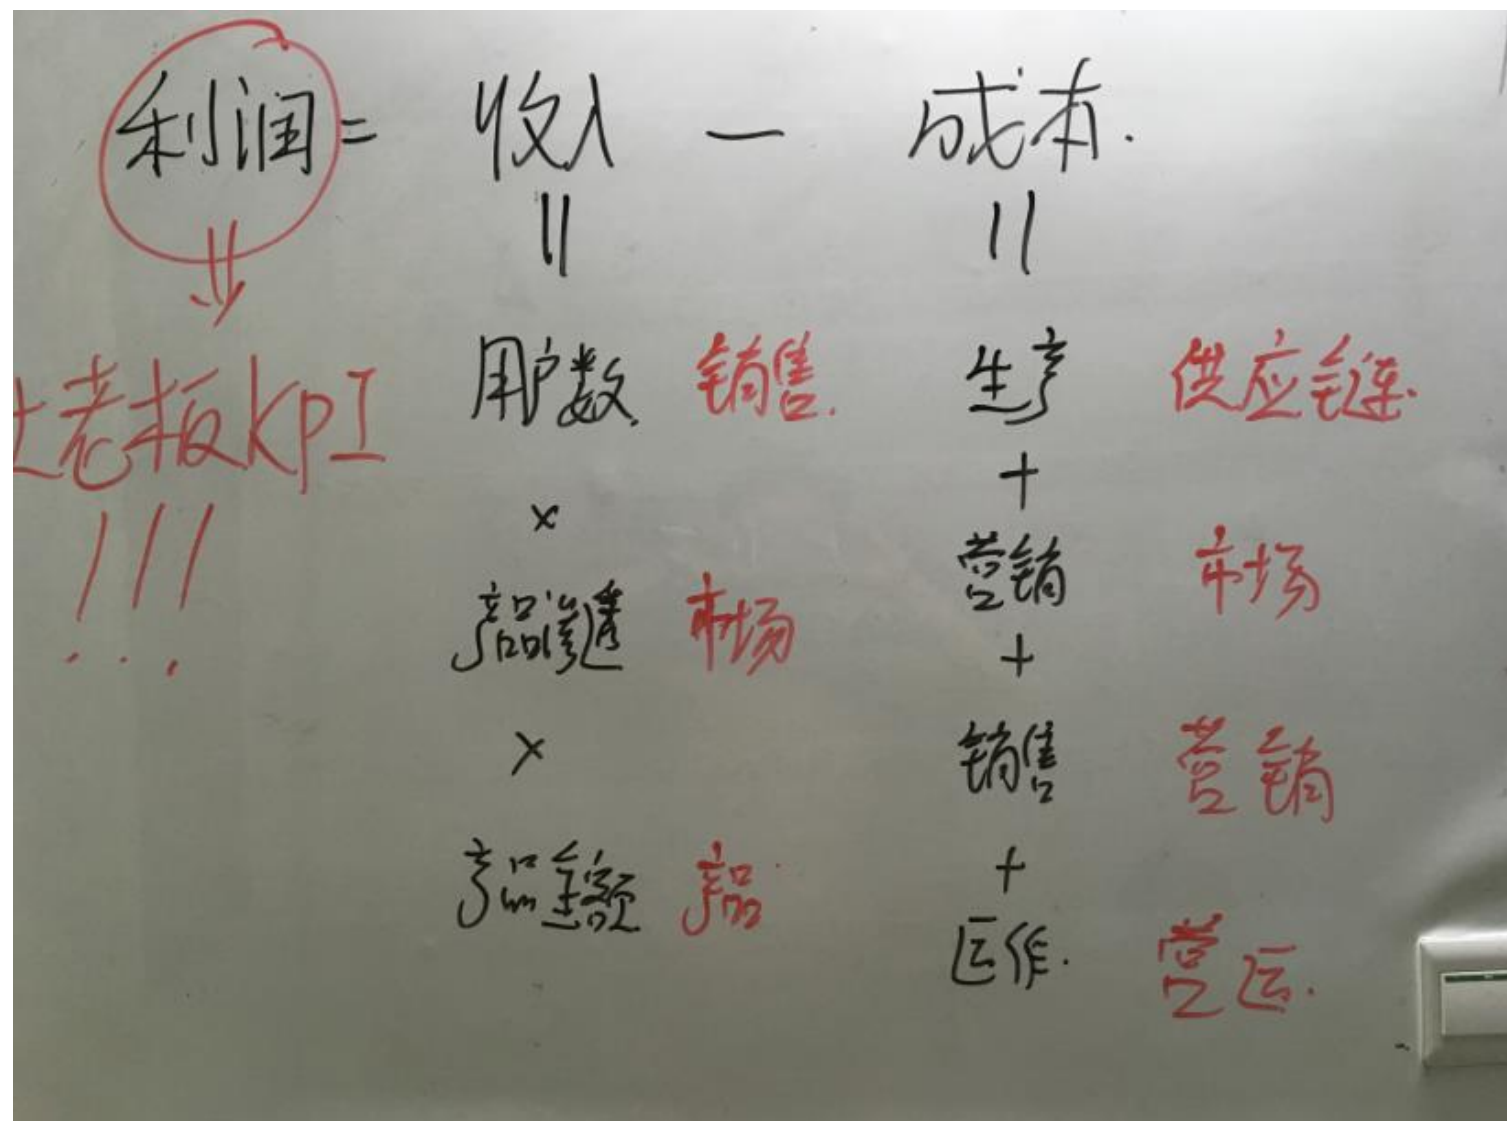 利润 = 收入 — 成本.
||
||
大老板KPI
!!!
用户数 销售. 生产 供应链.
×
+
产品渗透 市场 营销 市场
+
×
销售 营销
产品金额 产品
+
运作. 营运.